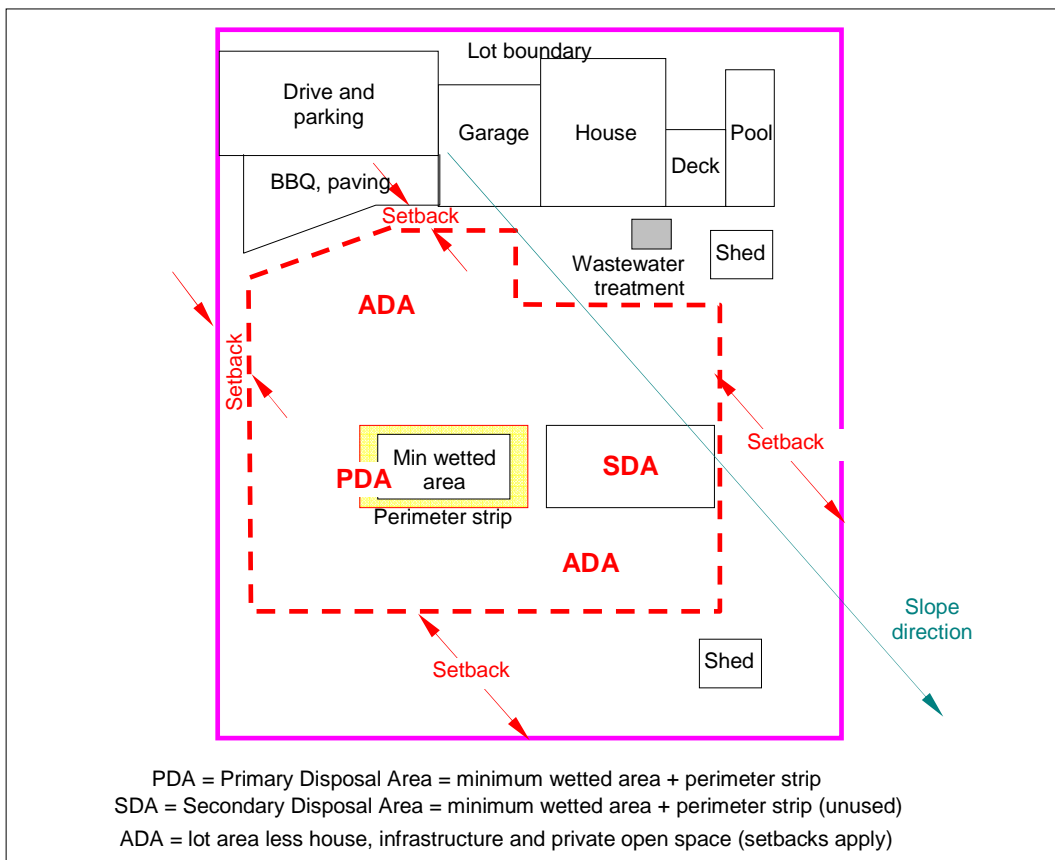 Lot boundary
Drive and
parking
Garage
House
Pool
Deck
BBQ, paving
Setback
Shed
Wastewater
treatment
ADA
Setback
Setback
Min wetted
area
PDA
SDA
Perimeter strip
ADA
Slope
direction
Shed
Setback
PDA = Primary Disposal Area = minimum wetted area + perimeter strip
SDA = Secondary Disposal Area = minimum wetted area + perimeter strip (unused)
ADA = lot area less house, infrastructure and private open space (setbacks apply)